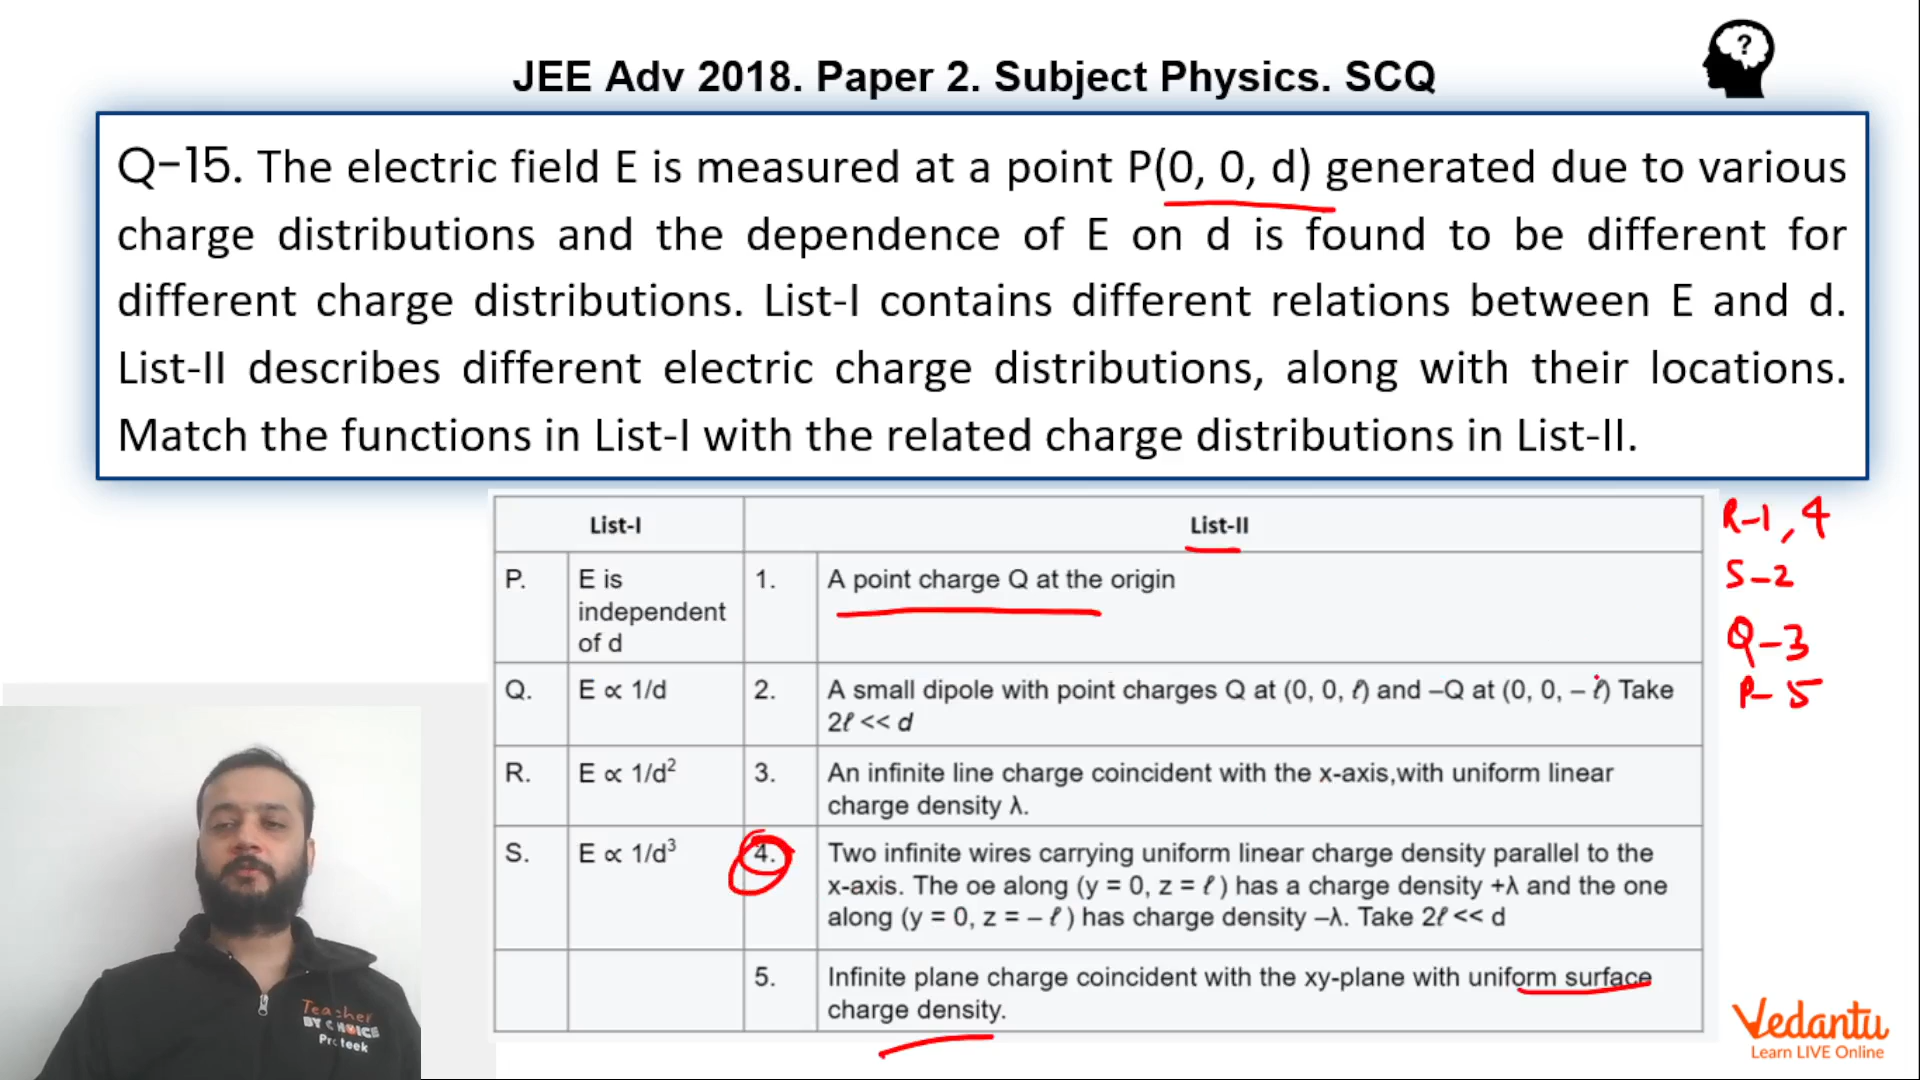 JEE Adv 2018. Paper 2. Subject Physics. SCQ
?
Q-15. The electric field E is measured at a point P(0, 0, d) generated due to various
charge distributions and the dependence of E on d is found to be different for
different charge distributions. List-I contains different relations between E and d.
List-II describes different electric charge distributions, along with their locations.
Match the functions in List-I with the related charge distributions in List-II.
List-I List-II
P. E is independent of d 1. A point charge Q at the origin
Q. E ∝ 1/d 2. A small dipole with point charges Q at (0, 0, ℓ) and –Q at (0, 0, – ℓ) Take
2ℓ << d
R. E ∝ 1/d² 3. An infinite line charge coincident with the x-axis,with uniform linear
charge density λ.
S. E ∝ 1/d³ 4. Two infinite wires carrying uniform linear charge density parallel to the
x-axis. The oe along (y = 0, z = ℓ ) has a charge density +λ and the one
along (y = 0, z = – ℓ ) has charge density –λ. Take 2ℓ << d
5. Infinite plane charge coincident with the xy-plane with uniform surface
charge density.
R-1, 4
S-2
Q-3
P-5
Teacher
BY CHOICE
Prateek
Vedantu
Learn LIVE Online